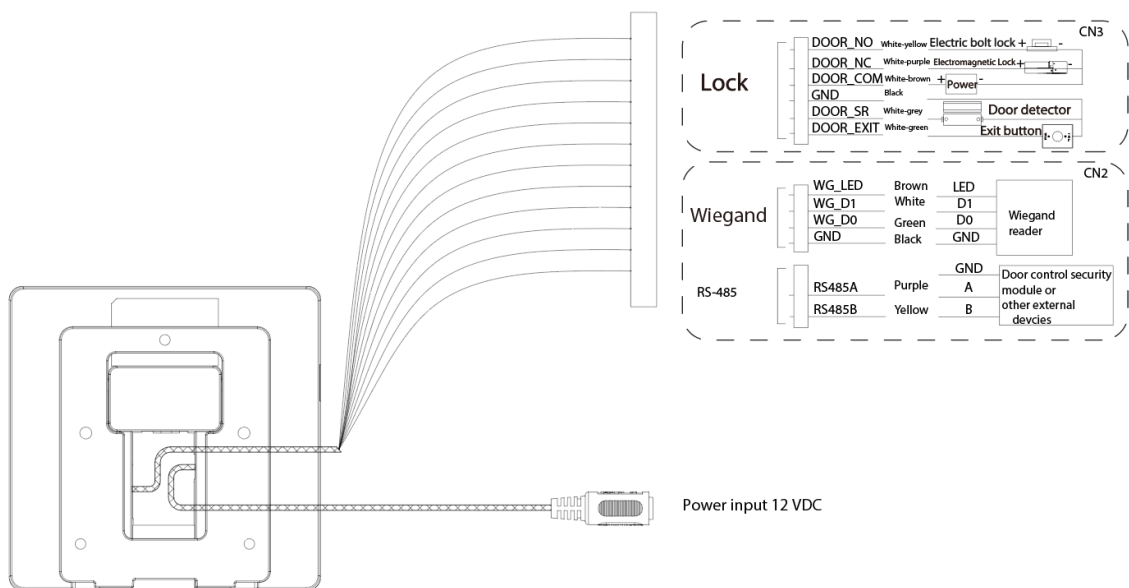 CN3
Lock
DOOR_NO White-yellow Electric bolt lock + -
DOOR_NC White-purple Electromagnetic Lock + -
DOOR_COM White-brown + Power -
GND Black
DOOR_SR White-grey Door detector
DOOR_EXIT White-green Exit button
CN2
Wiegand
WG_LED Brown LED
WG_D1 White D1
WG_D0 Green D0
GND Black GND
Wiegand
reader
RS-485
GND
RS485A Purple A
RS485B Yellow B
Door control security
module or
other external
devcies
Power input 12 VDC